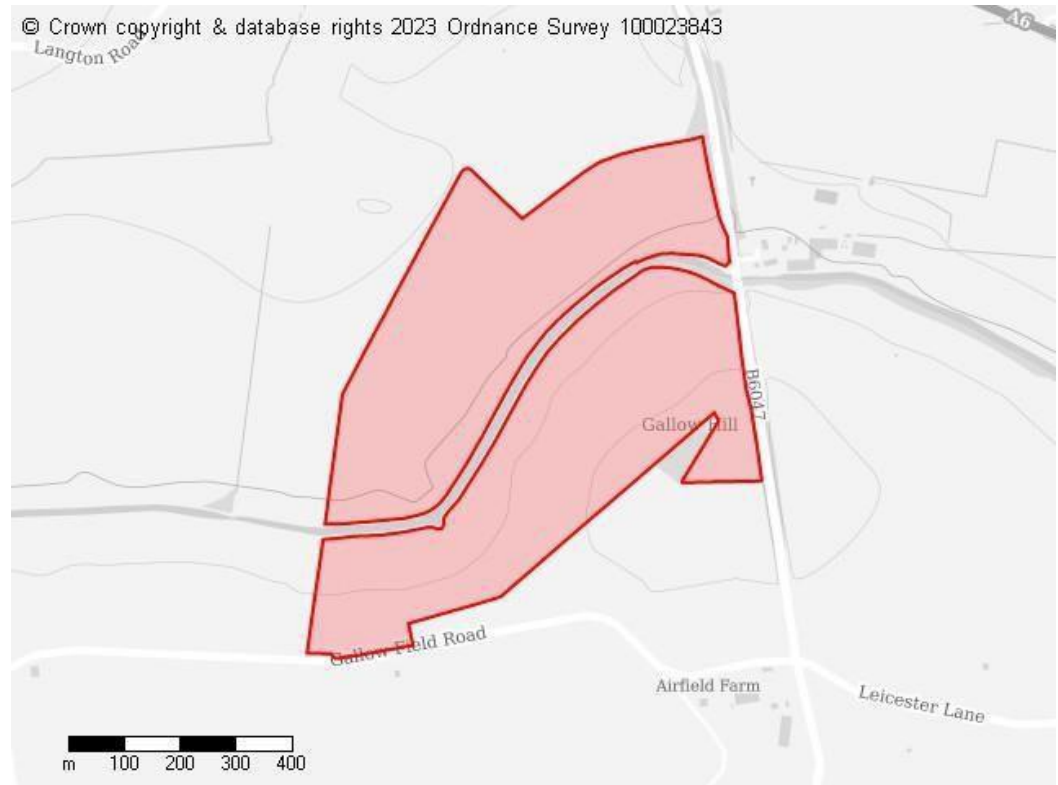 © Crown copyright & database rights 2023 Ordnance Survey 100023843
A6
Langton Road
B6047
Gallow Hill
Gallow Field Road
Airfield Farm
Leicester Lane
m 100 200 300 400